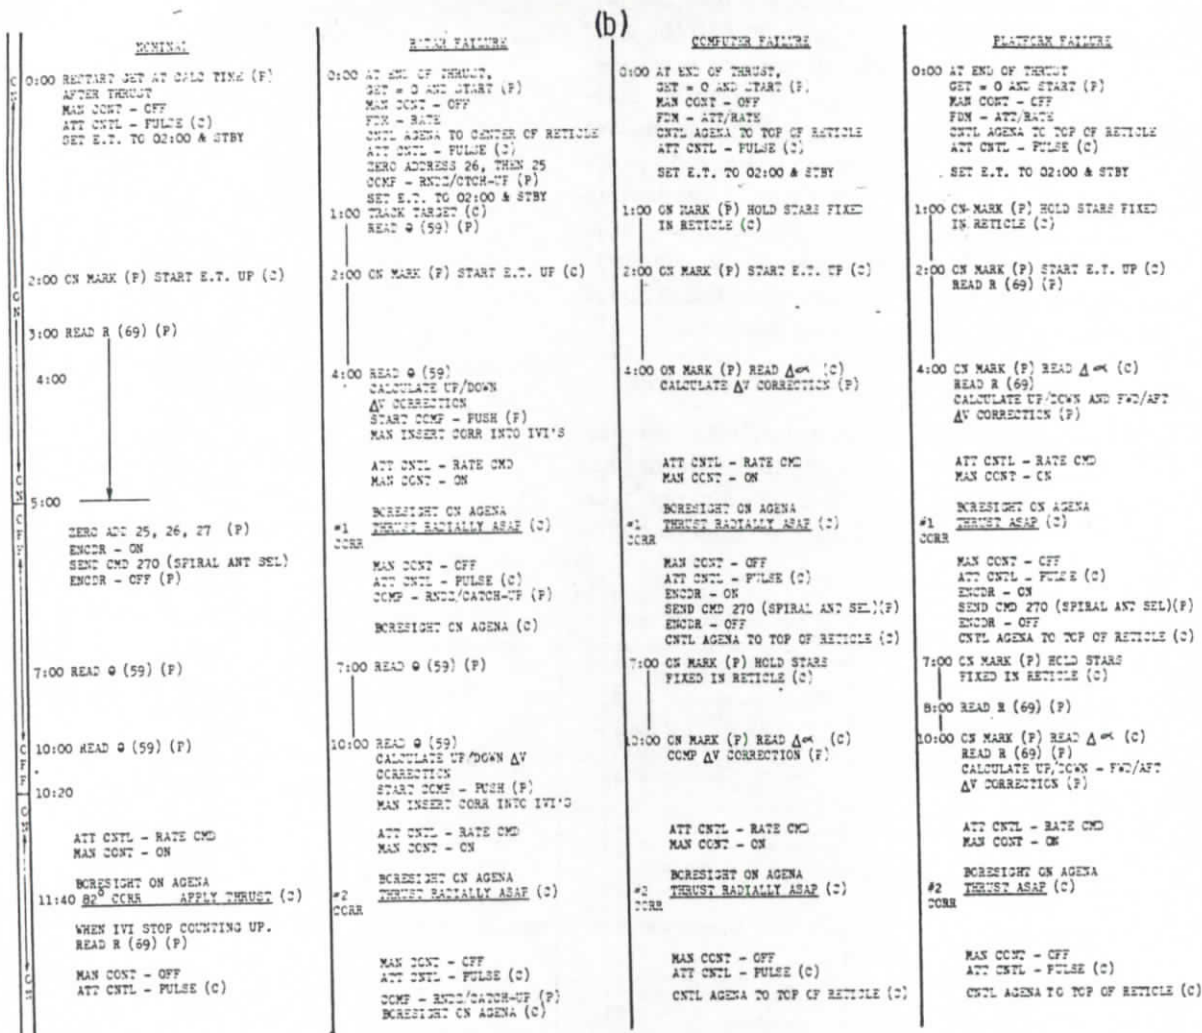 (b)
NOMINAL
0:00 RESTART GET AT CALC TIME (P)
AFTER THRUST
MAN CONT - OFF
ATT CNTL - PULSE (C)
SET E.T. TO 02:00 & STBY
2:00 ON MARK (P) START E.T. UP (C)
3:00 READ R (69) (P)
4:00
5:00
ZERO ADD 25, 26, 27 (P)
ENCDR - ON
SEND CMD 270 (SPIRAL ANT SEL)
ENCDR - OFF (P)
7:00 READ θ (59) (P)
10:00 READ θ (59) (P)
10:20
ATT CNTL - RATE CMD
MAN CONT - ON
BORESIGHT ON AGENA
11:40 82° CORR APPLY THRUST (C)
WHEN IVI STOP COUNTING UP.
READ R (69) (P)
MAN CONT - OFF
ATT CNTL - PULSE (C)
ON
OFF
ON
RADAR FAILURE
0:00 AT END OF THRUST,
GET = 0 AND START (P)
MAN CONT - OFF
FDM - RATE
CNTL AGENA TO CENTER OF RETICLE
ATT CNTL - PULSE (C)
ZERO ADDRESS 26, THEN 25
COMP - RNDZ/CTCH-UP (P)
SET E.T. TO 02:00 & STBY
1:00 TRACK TARGET (C)
READ θ (59) (P)
2:00 ON MARK (P) START E.T. UP (C)
4:00 READ θ (59)
CALCULATE UP/DOWN
ΔV CORRECTION
START COMP - PUSH (P)
MAN INSERT CORR INTO IVI'S
ATT CNTL - RATE CMD
MAN CONT - ON
BORESIGHT ON AGENA
#1 THRUST RADIALLY ASAP (C)
CORR
MAN CONT - OFF
ATT CNTL - PULSE (C)
COMP - RNDZ/CATCH-UP (P)
BORESIGHT ON AGENA (C)
7:00 READ θ (59) (P)
10:00 READ θ (59)
CALCULATE UP/DOWN ΔV
CORRECTION
START COMP - PUSH (P)
MAN INSERT CORR INTO IVI'S
ATT CNTL - RATE CMD
MAN CONT - ON
BORESIGHT ON AGENA
#2 THRUST RADIALLY ASAP (C)
CORR
MAN CONT - OFF
ATT CNTL - PULSE (C)
COMP - RNDZ/CATCH-UP (P)
BORESIGHT ON AGENA (C)
COMPUTER FAILURE
0:00 AT END OF THRUST,
GET = 0 AND START (P)
MAN CONT - OFF
FDM - ATT/RATE
CNTL AGENA TO TOP OF RETICLE
ATT CNTL - PULSE (C)
SET E.T. TO 02:00 & STBY
1:00 ON MARK (P) HOLD STARS FIXED
IN RETICLE (C)
2:00 ON MARK (P) START E.T. UP (C)
4:00 ON MARK (P) READ Δ∝ (C)
CALCULATE ΔV CORRECTION (P)
ATT CNTL - RATE CMD
MAN CONT - ON
BORESIGHT ON AGENA
#1 THRUST RADIALLY ASAP (C)
CORR
MAN CONT - OFF
ATT CNTL - PULSE (C)
ENCDR - ON
SEND CMD 270 (SPIRAL ANT SEL)(P)
ENCDR - OFF
CNTL AGENA TO TOP OF RETICLE (C)
7:00 ON MARK (P) HOLD STARS
FIXED IN RETICLE (C)
10:00 ON MARK (P) READ Δ∝ (C)
COMP ΔV CORRECTION (P)
ATT CNTL - RATE CMD
MAN CONT - ON
BORESIGHT ON AGENA
#2 THRUST RADIALLY ASAP (C)
CORR
MAN CONT - OFF
ATT CNTL - PULSE (C)
CNTL AGENA TO TOP OF RETICLE (C)
PLATFORM FAILURE
0:00 AT END OF THRUST
GET = 0 AND START (P)
MAN CONT - OFF
FDM - ATT/RATE
CNTL AGENA TO TOP OF RETICLE
ATT CNTL - PULSE (C)
SET E.T. TO 02:00 & STBY
1:00 ON MARK (P) HOLD STARS FIXED
IN RETICLE (C)
2:00 ON MARK (P) START E.T. UP (C)
READ R (69) (P)
4:00 ON MARK (P) READ Δ∝ (C)
READ R (69)
CALCULATE UP/DOWN AND FWD/AFT
ΔV CORRECTION (P)
ATT CNTL - RATE CMD
MAN CONT - ON
BORESIGHT ON AGENA
#1 THRUST ASAP (C)
CORR
MAN CONT - OFF
ATT CNTL - PULSE (C)
ENCDR - ON
SEND CMD 270 (SPIRAL ANT SEL)(P)
ENCDR - OFF
CNTL AGENA TO TOP OF RETICLE (C)
7:00 ON MARK (P) HOLD STARS
FIXED IN RETICLE (C)
8:00 READ R (69) (P)
10:00 ON MARK (P) READ Δ∝ (C)
READ R (69) (P)
CALCULATE UP/DOWN - FWD/AFT
ΔV CORRECTION (P)
ATT CNTL - RATE CMD
MAN CONT - ON
BORESIGHT ON AGENA
#2 THRUST ASAP (C)
CORR
MAN CONT - OFF
ATT CNTL - PULSE (C)
CNTL AGENA TO TOP OF RETICLE (C)